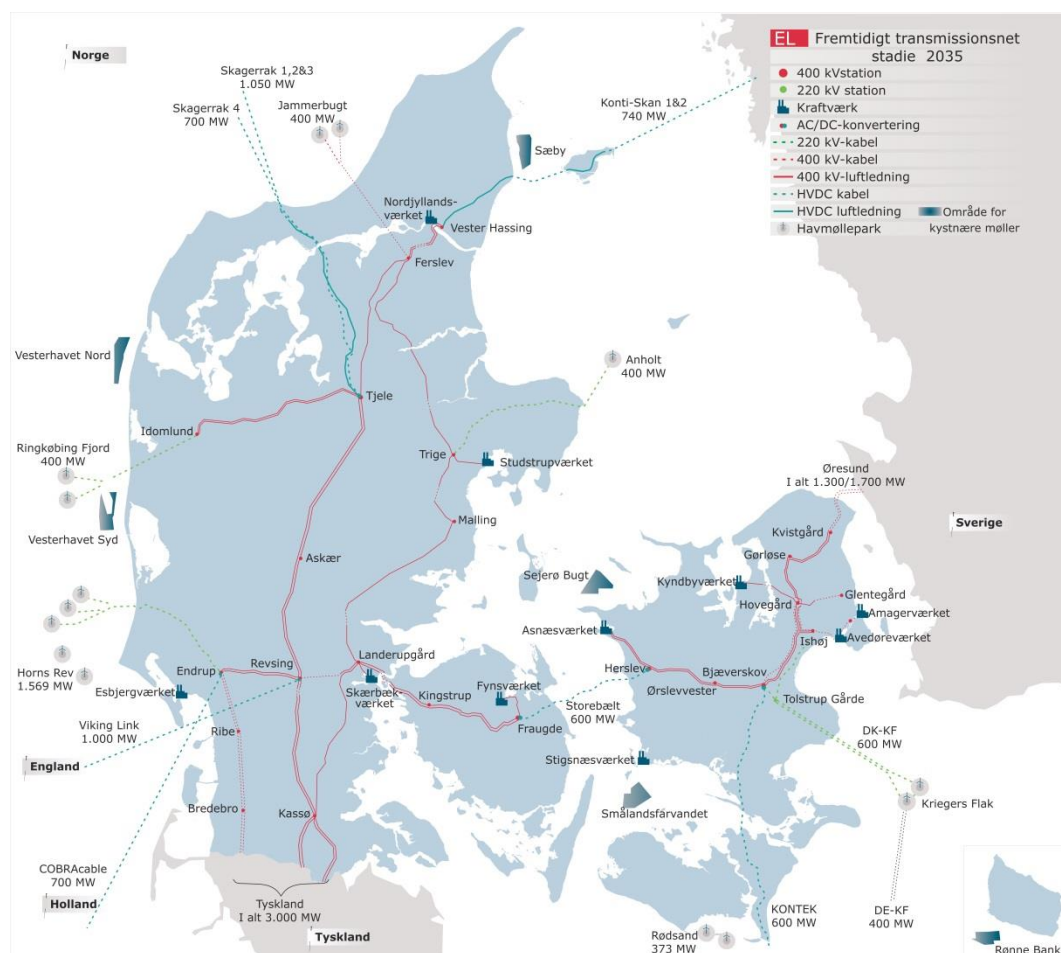 EL Fremtidigt transmissionsnet
stadie 2035
400 kVstation
220 kV station
Kraftværk
AC/DC-konvertering
220 kV-kabel
400 kV-kabel
400 kV-luftledning
HVDC kabel
HVDC luftledning
Område for
kystnære møller
Havmøllepark
Norge
Skagerrak 1,2&3
1.050 MW
Skagerrak 4
700 MW
Jammerbugt
400 MW
Konti-Skan 1&2
740 MW
Sæby
Nordjyllands-
værket
Vester Hassing
Ferslev
Vesterhavet Nord
Anholt
400 MW
Tjele
Idomlund
Ringkøbing Fjord
400 MW
Trige
Studstrupværket
Øresund
I alt 1.300/1.700 MW
Vesterhavet Syd
Malling
Kvistgård
Sverige
Askær
Gørløse
Sejerø Bugt
Kyndbyværket
Glentegård
Hovegård
Amagerværket
Asnæsværket
Avedøreværket
Ishøj
Horns Rev
1.569 MW
Endrup
Revsing
Landerupgård
Herslev
Bjæverskov
Esbjergværket
Skærbæk-
værket
Kingstrup
Fynsværket
Ørslevvester
Tolstrup Gårde
Storebælt
600 MW
Fraugde
Viking Link
1.000 MW
Ribe
DK-KF
600 MW
England
Stigsnæsværket
Kriegers Flak
Bredebro
Kassø
Smålandsfarvandet
COBRAcable
700 MW
Holland
Tyskland
I alt 3.000 MW
Tyskland
KONTEK
600 MW
DE-KF
400 MW
Rødsand
373 MW
Rønne Bank